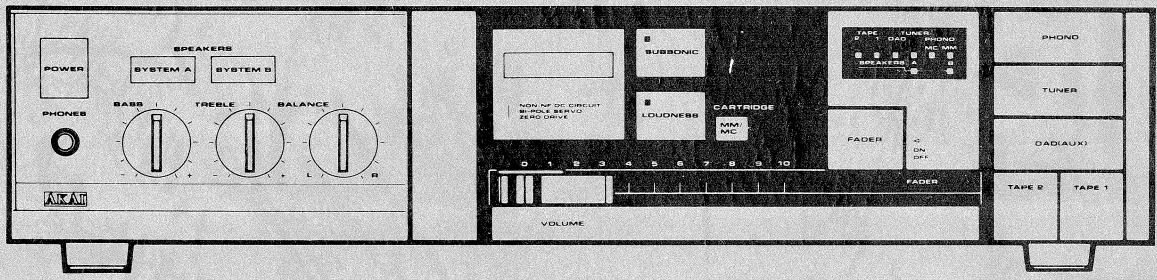 POWER
SPEAKERS
SYSTEM A SYSTEM B
PHONES
BASS TREBLE BALANCE
- + - + L R
AKAI
NON-NF DC CIRCUIT
BI-POLE SERVO
ZERO DRIVE
SUBSONIC
LOUDNESS
CARTRIDGE
MM/
MC
0 1 2 3 4 5 6 7 8 9 10
VOLUME
TAPE TUNER
2 1 DAD PHONO
MC MM
SPEAKERS A B
FADER
ON
OFF
FADER
PHONO
TUNER
DAD(AUX)
TAPE 2 TAPE 1